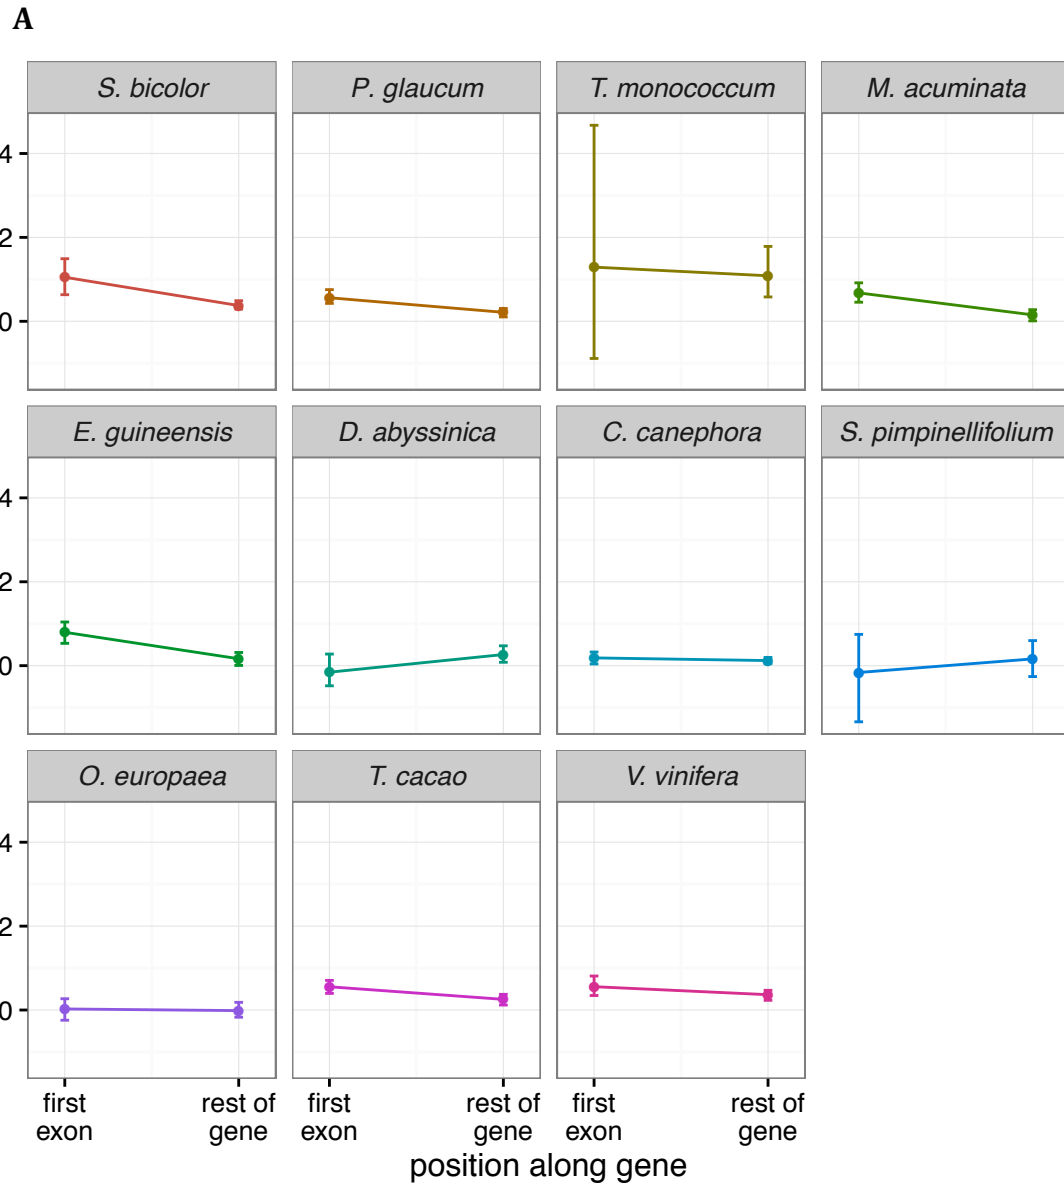 A
S. bicolor P. glaucum T. monococcum M. acuminata
4
2
0
E. guineensis D. abyssinica C. canephora S. pimpinellifolium
4
2
0
O. europaea T. cacao V. vinifera
4
2
0
first rest of first rest of first rest of
exon gene exon gene exon gene
position along gene